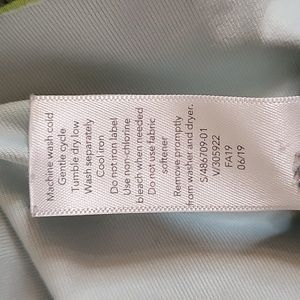 Machine wash cold
Gentle cycle
Tumble dry low
Wash separately
Cool iron
Do not iron label
Use non-chlorine
bleach when needed
Do not use fabric
softener
Remove promptly
from washer and dryer.
S/486709-01
V/305922
FA19
06/19